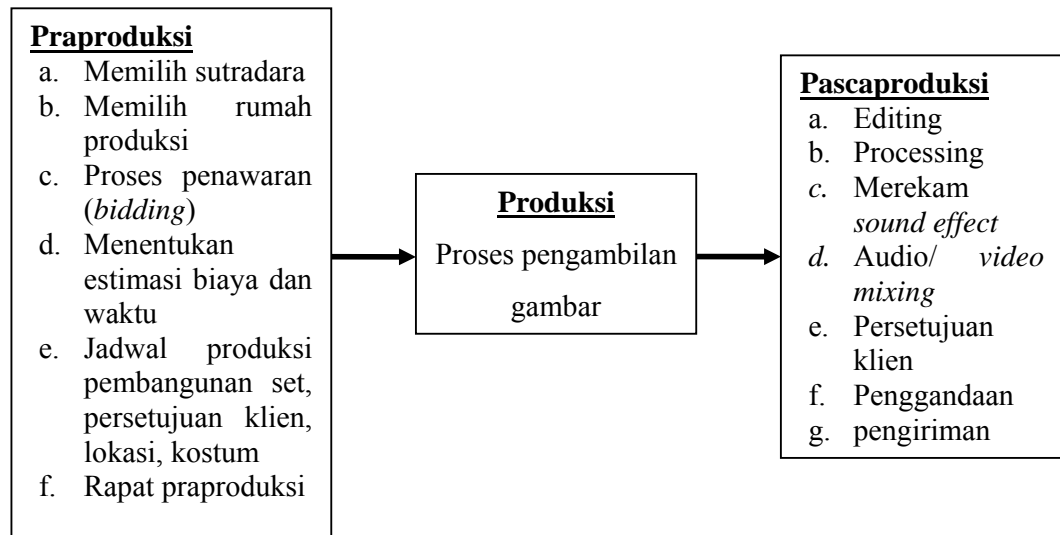 Praproduksi
a. Memilih sutradara
b. Memilih rumah
produksi
c. Proses penawaran
(bidding)
d. Menentukan
estimasi biaya dan
waktu
e. Jadwal produksi
pembangunan set,
persetujuan klien,
lokasi, kostum
f. Rapat praproduksi
Produksi
Proses pengambilan
gambar
Pascaproduksi
a. Editing
b. Processing
c. Merekam
sound effect
d. Audio/ video
mixing
e. Persetujuan
klien
f. Penggandaan
g. pengiriman